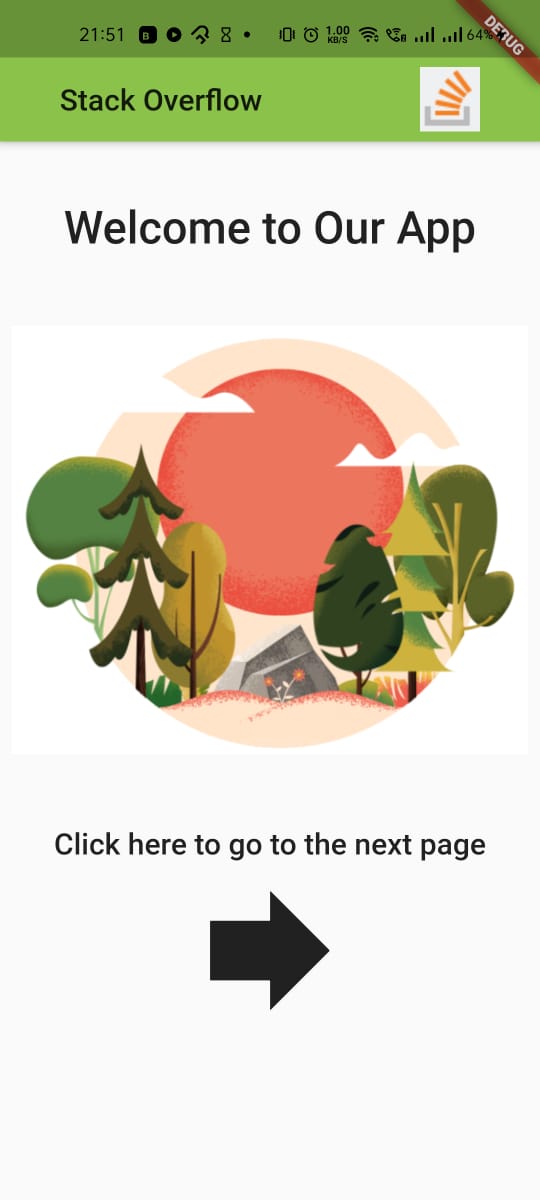 21:51
1.00
KB/S
64%
DEBUG
Stack Overflow
Welcome to Our App
Click here to go to the next page